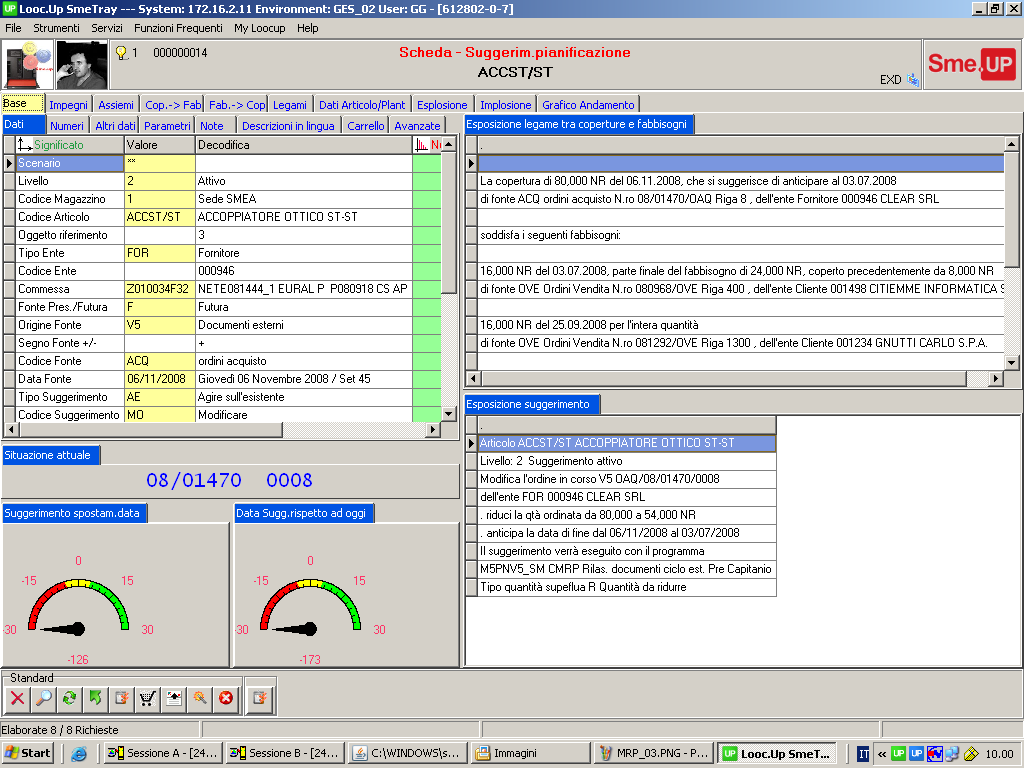 Looc.Up SmeTray --- System: 172.16.2.11 Environment: GES_02 User: GG - [612802-0-7]
File Strumenti Servizi Funzioni Frequenti My Loocup Help
1 000000014
Scheda - Suggerim.pianificazione
ACCST/ST
EXD
Sme.UP
Base Impegni Assiemi Cop.-> Fab Fab.-> Cop Legami Dati Articolo/Plant Esplosione Implosione Grafico Andamento
Dati Numeri Altri dati Parametri Note Descrizioni in lingua Carrello Avanzate
Significato Valore Decodifica
Scenario **
Livello 2 Attivo
Codice Magazzino 1 Sede SMEA
Codice Articolo ACCST/ST ACCOPPIATORE OTTICO ST-ST
Oggetto riferimento 3
Tipo Ente FOR Fornitore
Codice Ente 000946
Commessa Z010034F32 NETE081444_1 EURAL P P080918 CS AP
Fonte Pres./Futura F Futura
Origine Fonte V5 Documenti esterni
Segno Fonte +/- +
Codice Fonte ACQ ordini acquisto
Data Fonte 06/11/2008 Giovedì 06 Novembre 2008 / Set 45
Tipo Suggerimento AE Agire sull'esistente
Codice Suggerimento MO Modificare
Esposizione legame tra coperture e fabbisogni
.
La copertura di 80,000 NR del 06.11.2008, che si suggerisce di anticipare al 03.07.2008
di fonte ACQ ordini acquisto N.ro 08/01470/OAQ Riga 8 , dell'ente Fornitore 000946 CLEAR SRL
soddisfa i seguenti fabbisogni:
16,000 NR del 03.07.2008, parte finale del fabbisogno di 24,000 NR, coperto precedentemente da 8,000 NR
di fonte OVE Ordini Vendita N.ro 080968/OVE Riga 400 , dell'ente Cliente 001498 CITIEMME INFORMATICA S
16,000 NR del 25.09.2008 per l'intera quantità
di fonte OVE Ordini Vendita N.ro 081292/OVE Riga 1300 , dell'ente Cliente 001234 GNUTTI CARLO S.P.A.
Esposizione suggerimento
.
Articolo ACCST/ST ACCOPPIATORE OTTICO ST-ST
Livello: 2 Suggerimento attivo
Modifica l'ordine in corso V5 OAQ/08/01470/0008
dell'ente FOR 000946 CLEAR SRL
. riduci la qtà ordinata da 80,000 a 54,000 NR
. anticipa la data di fine dal 06/11/2008 al 03/07/2008
Il suggerimento verrà eseguito con il programma
M5PNV5_SM CMRP Rilas. documenti ciclo est. Pre Capitanio
Tipo quantità supeflua R Quantità da ridurre
Situazione attuale
08/01470 0008
Suggerimento spostam.data
-30 -15 0 15 30
-126
Data Sugg.rispetto ad oggi
-30 -15 0 15 30
-173
Standard
Elaborate 8 / 8 Richieste
Start Sessione A - [24... Sessione B - [24... C:\WINDOWS\s... Immagini MRP_03.PNG - P... Looc.Up SmeT... IT « UP UP 10.00